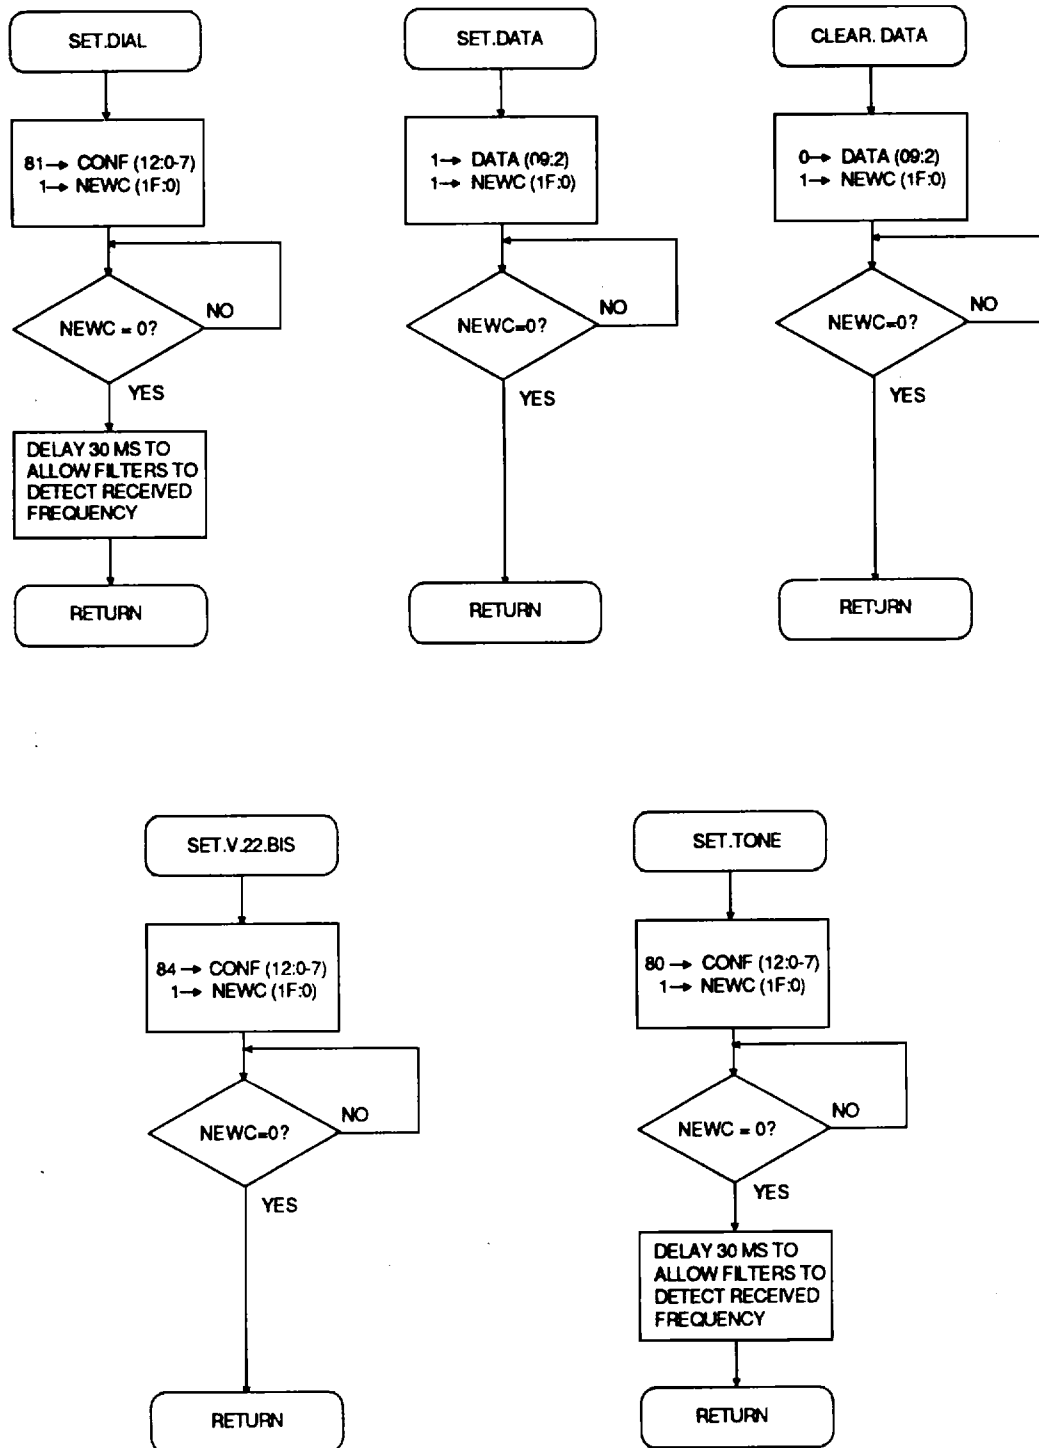 SET.DIAL
81→ CONF (12:0-7)
1→ NEWC (1F:0)
NEWC = 0?
NO
YES
DELAY 30 MS TO
ALLOW FILTERS TO
DETECT RECEIVED
FREQUENCY
RETURN
SET.DATA
1→ DATA (09:2)
1→ NEWC (1F:0)
NEWC=0?
NO
YES
RETURN
CLEAR. DATA
0→ DATA (09:2)
1→ NEWC (1F:0)
NEWC=0?
NO
YES
RETURN
SET.V.22.BIS
84 → CONF (12:0-7)
1→ NEWC (1F:0)
NEWC=0?
NO
YES
RETURN
SET.TONE
80 → CONF (12:0-7)
1→ NEWC (1F:0)
NEWC = 0?
NO
YES
DELAY 30 MS TO
ALLOW FILTERS TO
DETECT RECEIVED
FREQUENCY
RETURN